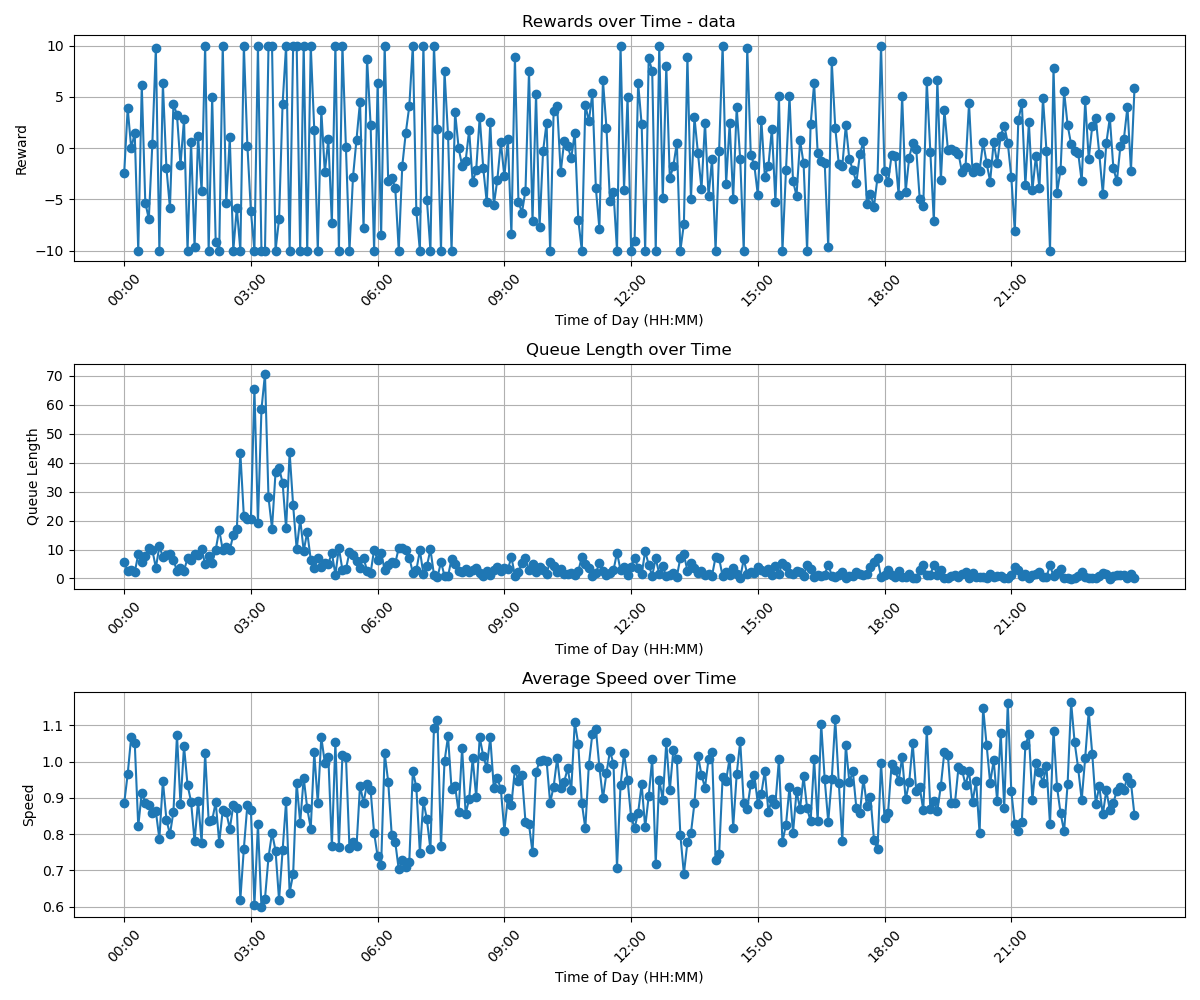 Rewards over Time - data
10
5
0
−5
−10
Reward
00:00 03:00 06:00 09:00 12:00 15:00 18:00 21:00
Time of Day (HH:MM)
Queue Length over Time
70
60
50
40
30
20
10
0
Queue Length
00:00 03:00 06:00 09:00 12:00 15:00 18:00 21:00
Time of Day (HH:MM)
Average Speed over Time
1.1
1.0
0.9
0.8
0.7
0.6
Speed
00:00 03:00 06:00 09:00 12:00 15:00 18:00 21:00
Time of Day (HH:MM)